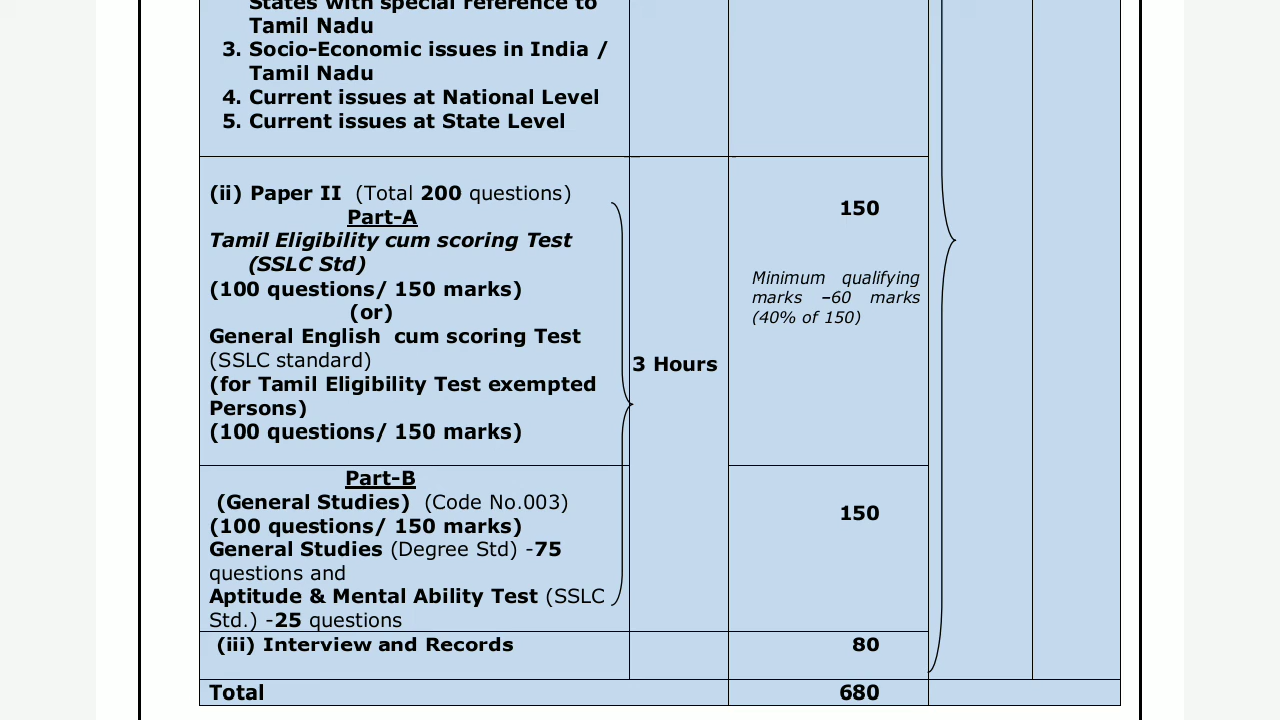 States with special reference to
Tamil Nadu
3. Socio-Economic issues in India /
Tamil Nadu
4. Current issues at National Level
5. Current issues at State Level
(ii) Paper II (Total 200 questions)
Part-A
Tamil Eligibility cum scoring Test
(SSLC Std)
(100 questions/ 150 marks)
(or)
General English cum scoring Test
(SSLC standard)
(for Tamil Eligibility Test exempted
Persons)
(100 questions/ 150 marks)
3 Hours
150
Minimum qualifying
marks –60 marks
(40% of 150)
Part-B
(General Studies) (Code No.003)
(100 questions/ 150 marks)
General Studies (Degree Std) -75
questions and
Aptitude & Mental Ability Test (SSLC
Std.) -25 questions
150
(iii) Interview and Records
80
Total
680